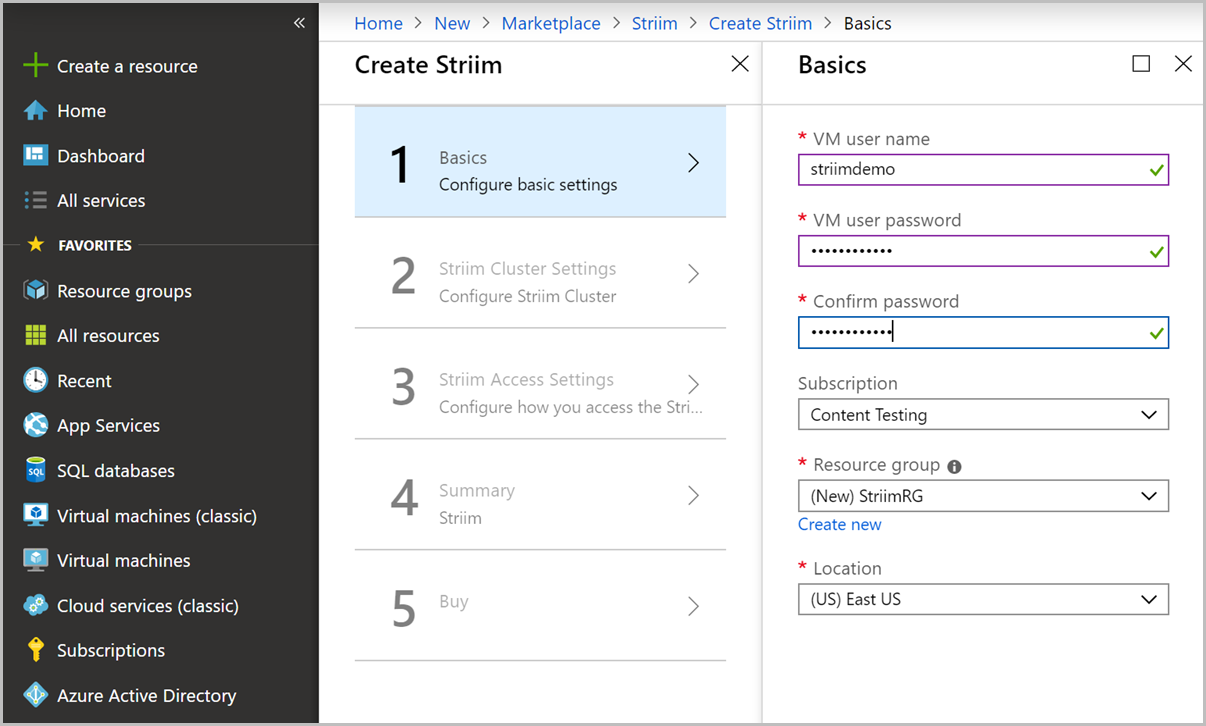 «
Create a resource
Home
Dashboard
All services
FAVORITES
Resource groups
All resources
Recent
App Services
SQL
SQL databases
Virtual machines (classic)
Virtual machines
Cloud services (classic)
Subscriptions
Azure Active Directory
Home > New > Marketplace > Striim > Create Striim > Basics
Create Striim
1
Basics
Configure basic settings
2
Striim Cluster Settings
Configure Striim Cluster
3
Striim Access Settings
Configure how you access the Stri...
4
Summary
Striim
5
Buy
Basics
* VM user name
striimdemo
* VM user password
••••••••••••
* Confirm password
••••••••••••
Subscription
Content Testing
* Resource group
(New) StriimRG
Create new
* Location
(US) East US